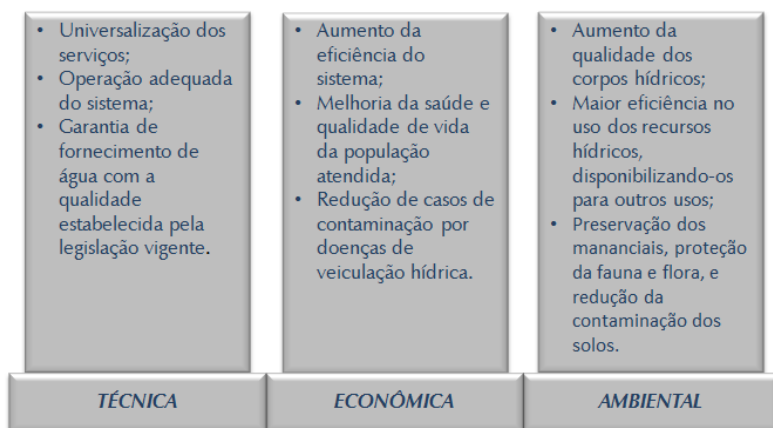 • Universalização dos
serviços;
• Operação adequada
do sistema;
• Garantia de
fornecimento de
água com a
qualidade
estabelecida pela
legislação vigente.
TÉCNICA
• Aumento da
eficiência do
sistema;
• Melhoria da saúde e
qualidade de vida
da população
atendida;
• Redução de casos de
contaminação por
doenças de
veiculação hídrica.
ECONÔMICA
• Aumento da
qualidade dos
corpos hídricos;
• Maior eficiência no
uso dos recursos
hídricos,
disponibilizando-os
para outros usos;
• Preservação dos
mananciais, proteção
da fauna e flora, e
redução da
contaminação dos
solos.
AMBIENTAL